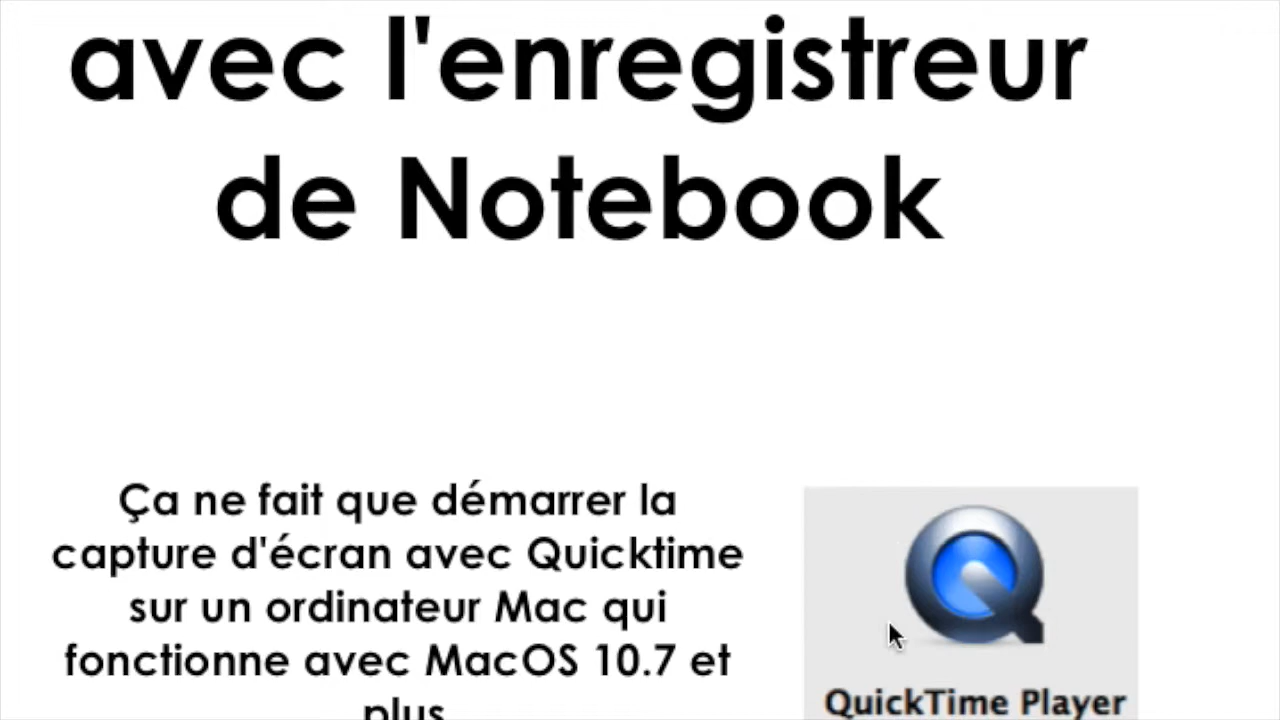 avec l'enregistreur
de Notebook
Ça ne fait que démarrer la
capture d'écran avec Quicktime
sur un ordinateur Mac qui
fonctionne avec MacOS 10.7 et
plus
QuickTime Player